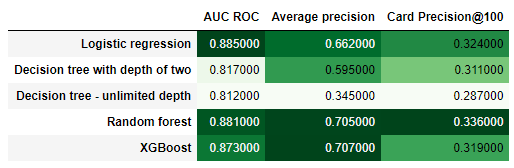 AUC ROC Average precision Card Precision@100
Logistic regression 0.885000 0.662000 0.324000
Decision tree with depth of two 0.817000 0.595000 0.311000
Decision tree - unlimited depth 0.812000 0.345000 0.287000
Random forest 0.881000 0.705000 0.336000
XGBoost 0.873000 0.707000 0.319000